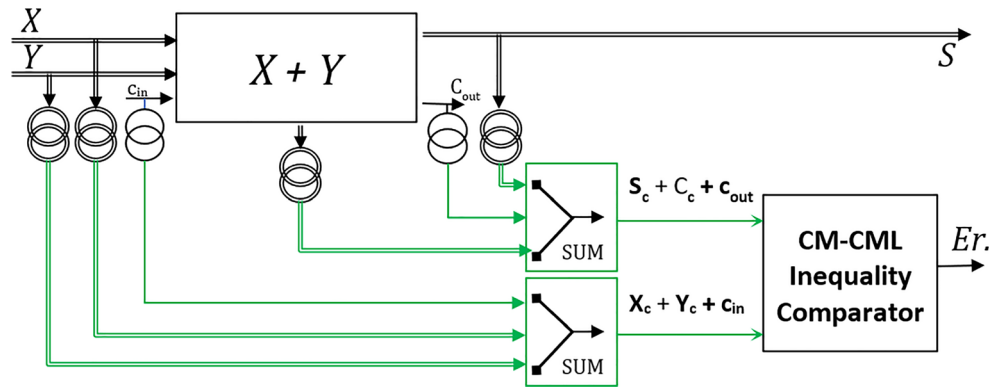 X
Y
X + Y
S
cin
Cout
Sc + Cc + cout
SUM
CM-CML
Inequality
Comparator
Er.
Xc + Yc + cin
SUM